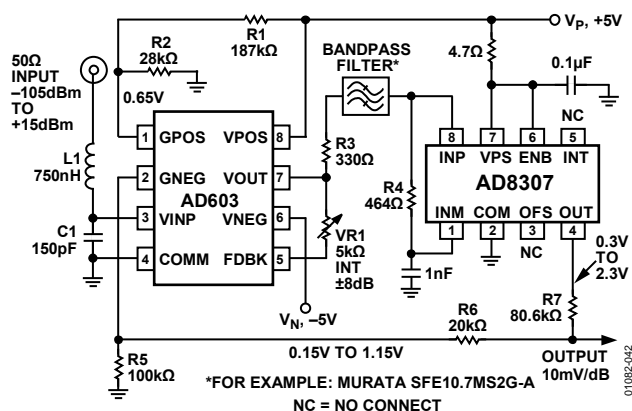 R1
187kΩ
VP, +5V
R2
28kΩ
50Ω
INPUT
–105dBm
TO
+15dBm
0.65V
BANDPASS
FILTER*
4.7Ω
0.1µF
NC
1 GPOS VPOS 8
2 GNEG VOUT 7
3 VINP VNEG 6
4 COMM FDBK 5
AD603
L1
750nH
C1
150pF
R3
330Ω
VR1
5kΩ
INT
±8dB
VN, –5V
R4
464Ω
1nF
8 7 6 5
INP VPS ENB INT
AD8307
INM COM OFS OUT
1 2 3 4
NC
0.3V
TO
2.3V
R7
80.6kΩ
R6
20kΩ
R5
100kΩ
0.15V TO 1.15V
OUTPUT
10mV/dB
*FOR EXAMPLE: MURATA SFE10.7MS2G-A
NC = NO CONNECT
01082-042